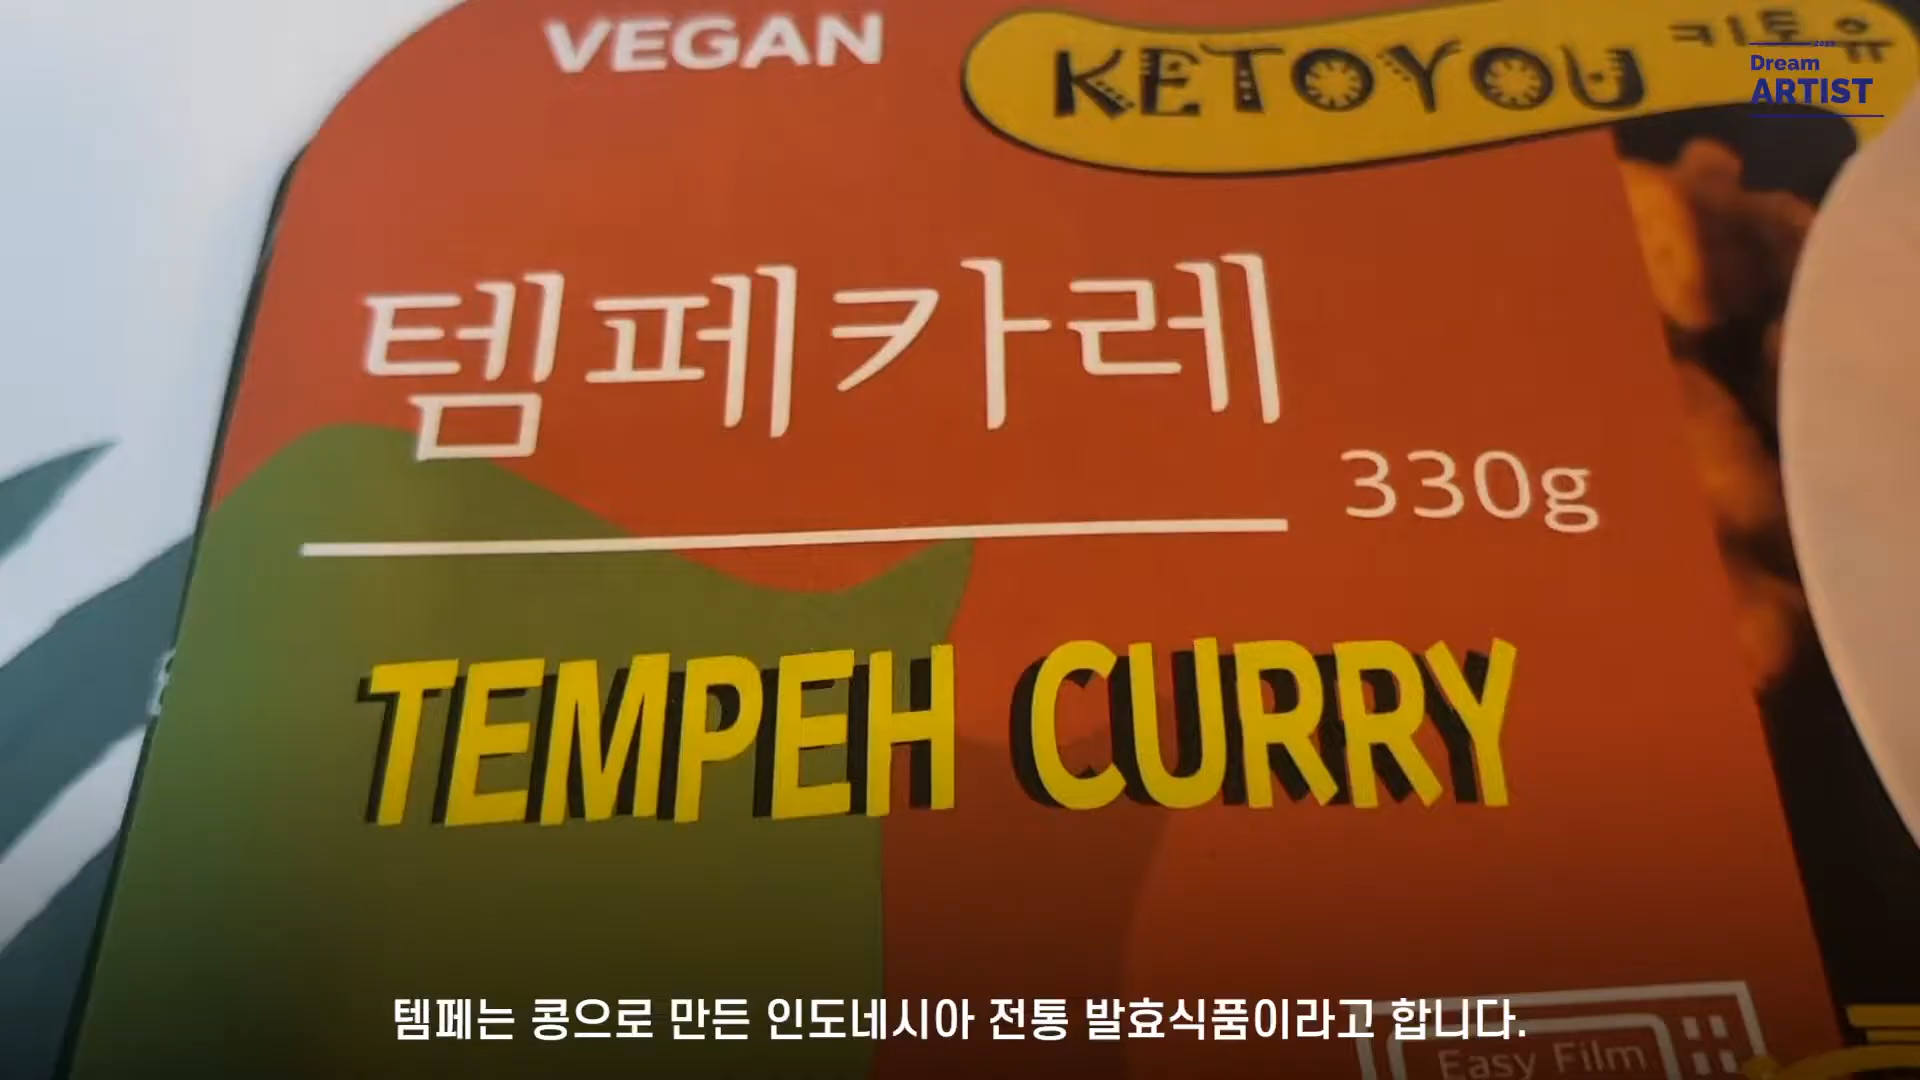 VEGAN
KETOYOU 키토유
Dream
ARTIST
템페카레
330g
TEMPEH CURRY
템페는 콩으로 만든 인도네시아 전통 발효식품이라고 합니다.
Easy Film